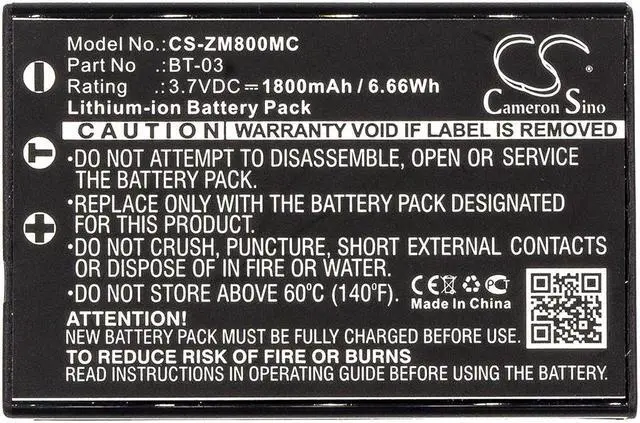 Model No.:CS-ZM800MC
Part No. :BT-03
Rating :3.7VDC⎓1800mAh / 6.66Wh
Lithium-ion Battery Pack
CS
Cameron Sino
CAUTION WARRANTY VOID IF LABEL IS REMOVED
•DO NOT ATTEMPT TO DISASSEMBLE, OPEN OR SERVICE
THE BATTERY PACK.
•REPLACE ONLY WITH THE BATTERY PACK DESIGNATED
FOR THIS PRODUCT.
•DO NOT CRUSH, PUNCTURE, SHORT EXTERNAL CONTACTS
OR DISPOSE OF IN FIRE OR WATER.
•DO NOT STORE ABOVE 60°C (140°F).
CE
Made In China
ATTENTION!
NEW BATTERY PACK MUST BE FULLY CHARGED BEFORE USE.
TO REDUCE RISK OF FIRE OR BURNS
READ INSTRUCTIONS IN OPERATING GUIDE BEFORE CHARGING.